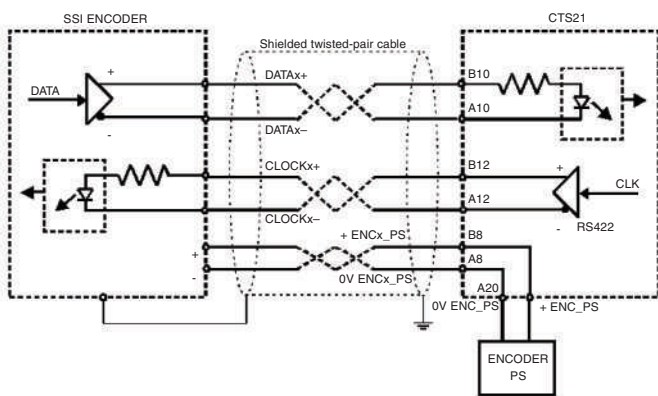 SSI ENCODER
CTS21
Shielded twisted-pair cable
DATA
+
-
DATAx+
DATAx–
B10
A10
CLOCKx+
CLOCKx–
B12
A12
+
-
CLK
RS422
+
-
+ ENCx_PS
0V ENCx_PS
B8
A8
A20
0V ENC_PS
+ ENC_PS
ENCODER
PS